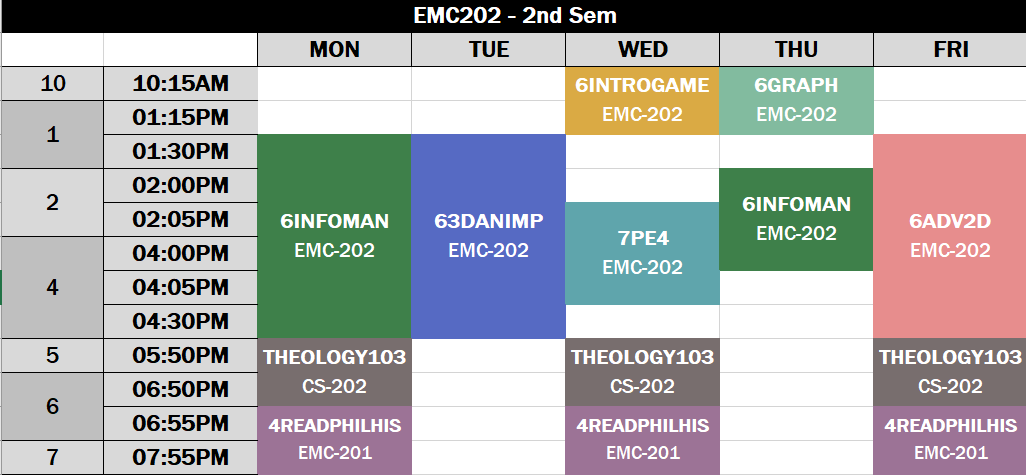 EMC202 - 2nd Sem
MON TUE WED THU FRI
10 10:15AM 6INTROGAME 6GRAPH
1 01:15PM EMC-202 EMC-202
01:30PM
2 02:00PM
02:05PM 6INFOMAN 63DANIMP 7PE4 6INFOMAN 6ADV2D
04:00PM EMC-202 EMC-202 EMC-202 EMC-202 EMC-202
4 04:05PM
04:30PM
5 05:50PM THEOLOGY103 THEOLOGY103 THEOLOGY103
6 06:50PM CS-202 CS-202 CS-202
06:55PM 4READPHILHIS 4READPHILHIS 4READPHILHIS
7 07:55PM EMC-201 EMC-201 EMC-201